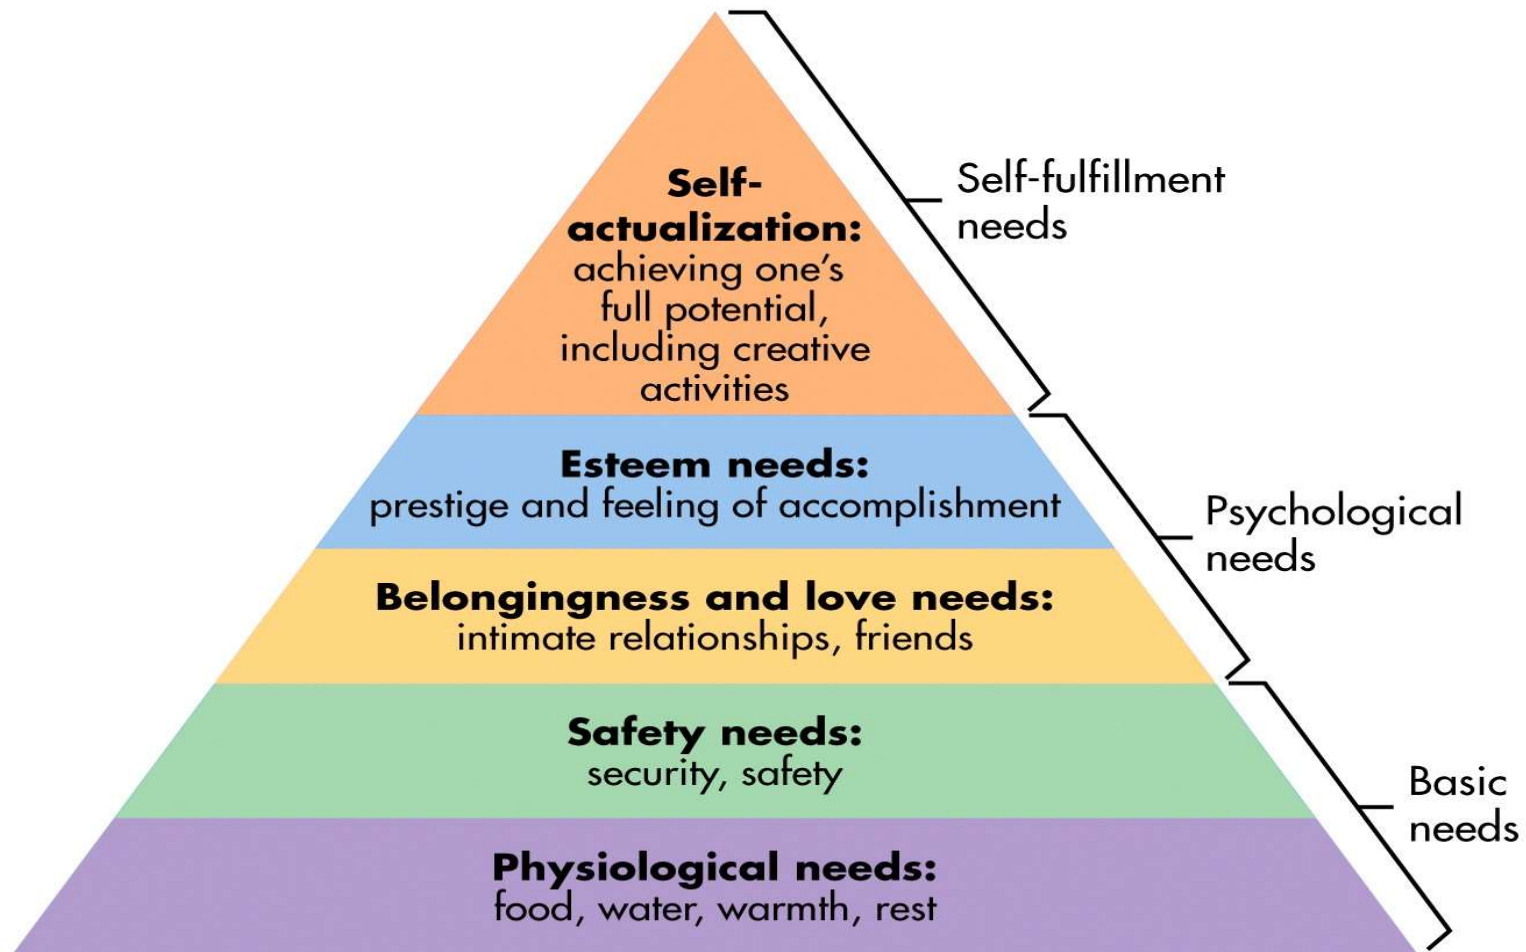 Self-
actualization:
achieving one's
full potential,
including creative
activities
Self-fulfillment
needs
Esteem needs:
prestige and feeling of accomplishment
Psychological
needs
Belongingness and love needs:
intimate relationships, friends
Safety needs:
security, safety
Basic
needs
Physiological needs:
food, water, warmth, rest